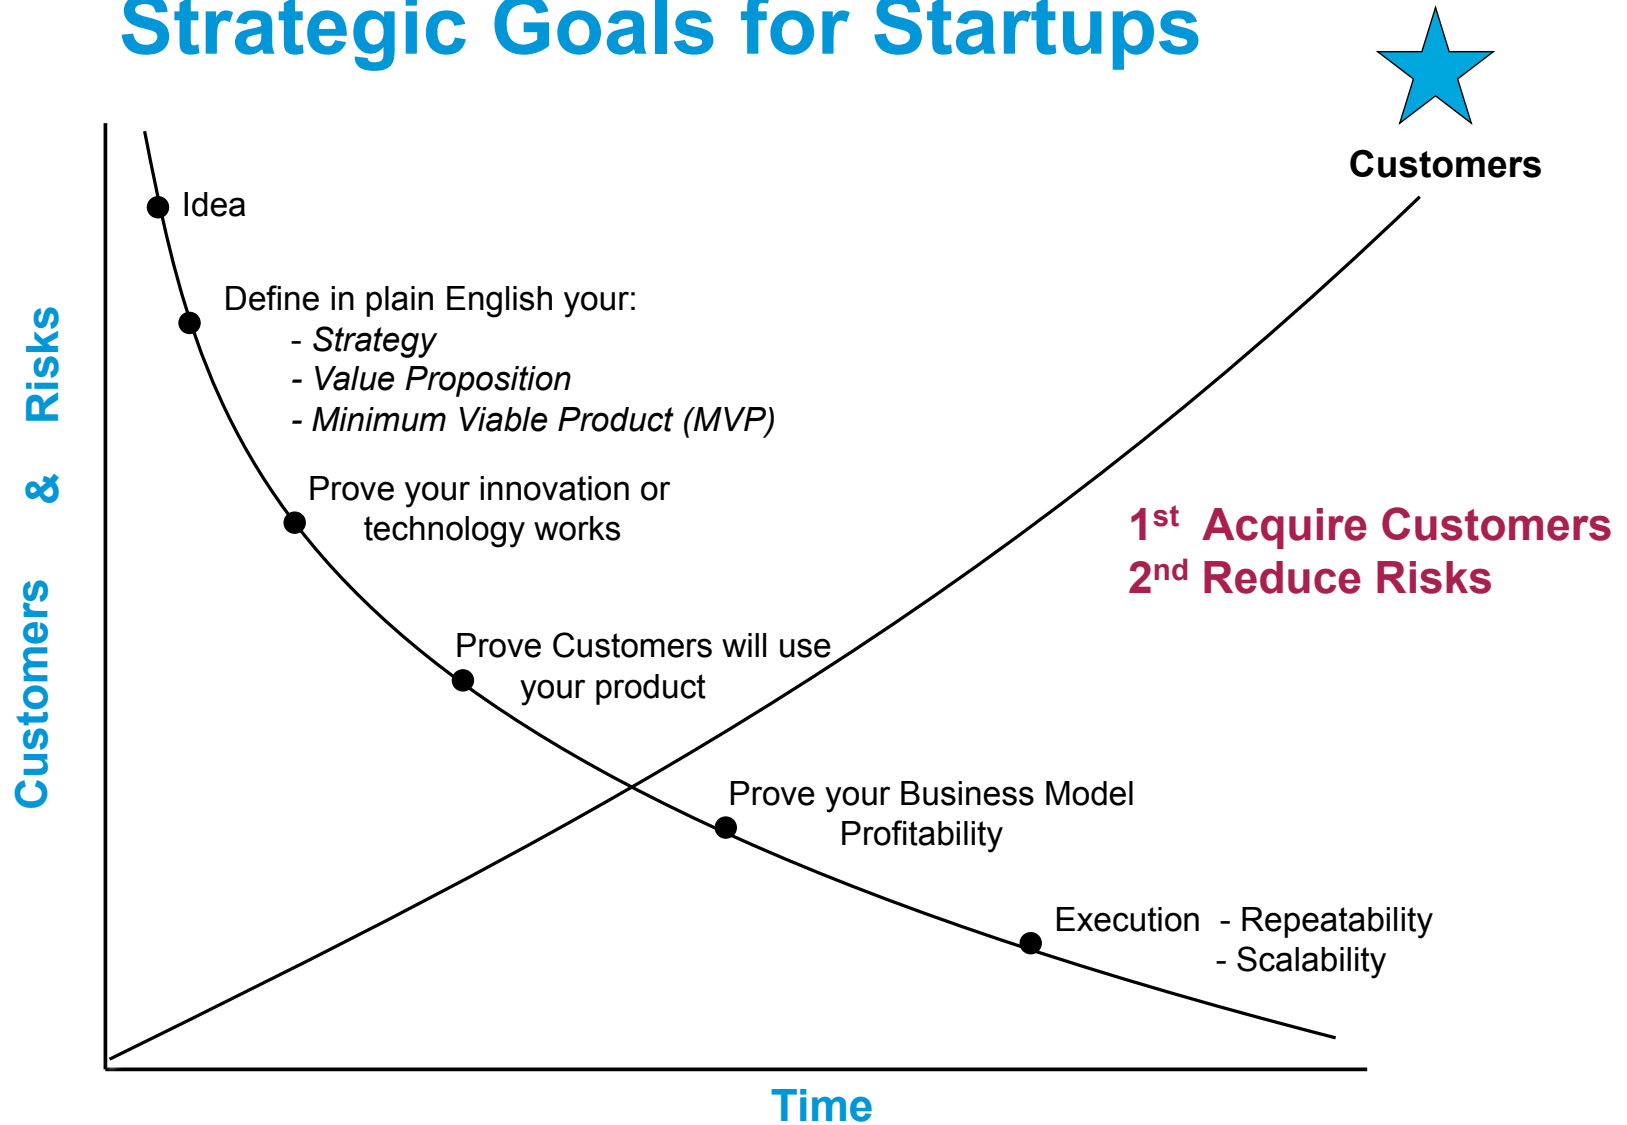 Strategic Goals for Startups
Customers
Idea
Define in plain English your:
- Strategy
- Value Proposition
- Minimum Viable Product (MVP)
Prove your innovation or
technology works
1st Acquire Customers
2nd Reduce Risks
Prove Customers will use
your product
Prove your Business Model
Profitability
Execution - Repeatability
- Scalability
Customers & Risks
Time